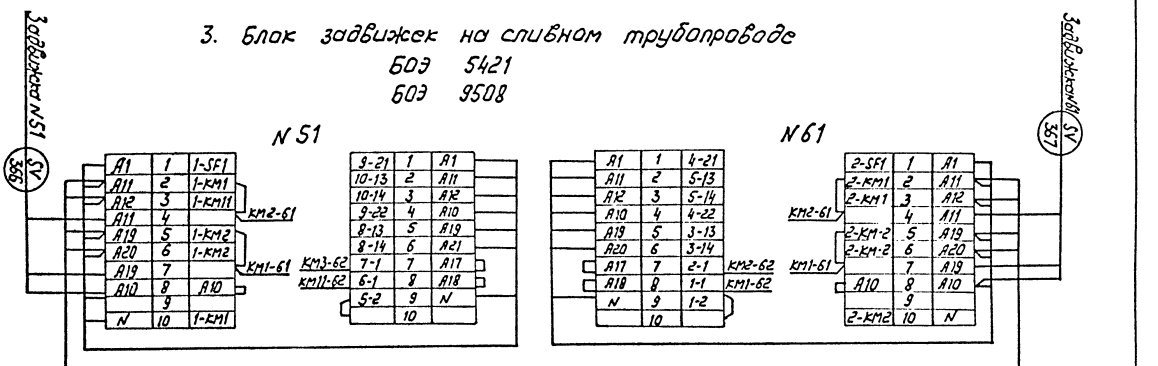 3. Блок задвижек на сливном трубопроводе
БОЭ 5421
БОЭ 9508
Задвижка N51
SV 366
Задвижка N61
SV 367
N 51
N 61
A1 1 1-SF1
A11 2 1-KM1
A12 3 1-KM11
A11 4
A19 5 1-KM2
A20 6 1-KM2
A19 7
A10 8 A10
9
N 10 1-KM1
KM2-61
KM1-61
9-21 1 A1
10-13 2 A11
10-14 3 A12
9-22 4 A10
8-13 5 A19
8-14 6 A21
KM3-62 7-1 7 A17
KM11-62 6-1 8 A18
5-2 9 N
10
A1 1 4-21
A11 2 5-13
A12 3 5-14
A10 4 4-22
A19 5 3-13
A20 6 3-14
A17 7 2-1 KM2-62
A18 8 1-1 KM1-62
N 9 1-2
10
2-SF1 1 A1
2-KM1 2 A11
2-KM1 3 A12
KM2-61 4 A11
2-KM-2 5 A19
2-KM-2 6 A20
KM1-61 7 A19
A10 8 A10
9
2-KM2 10 N